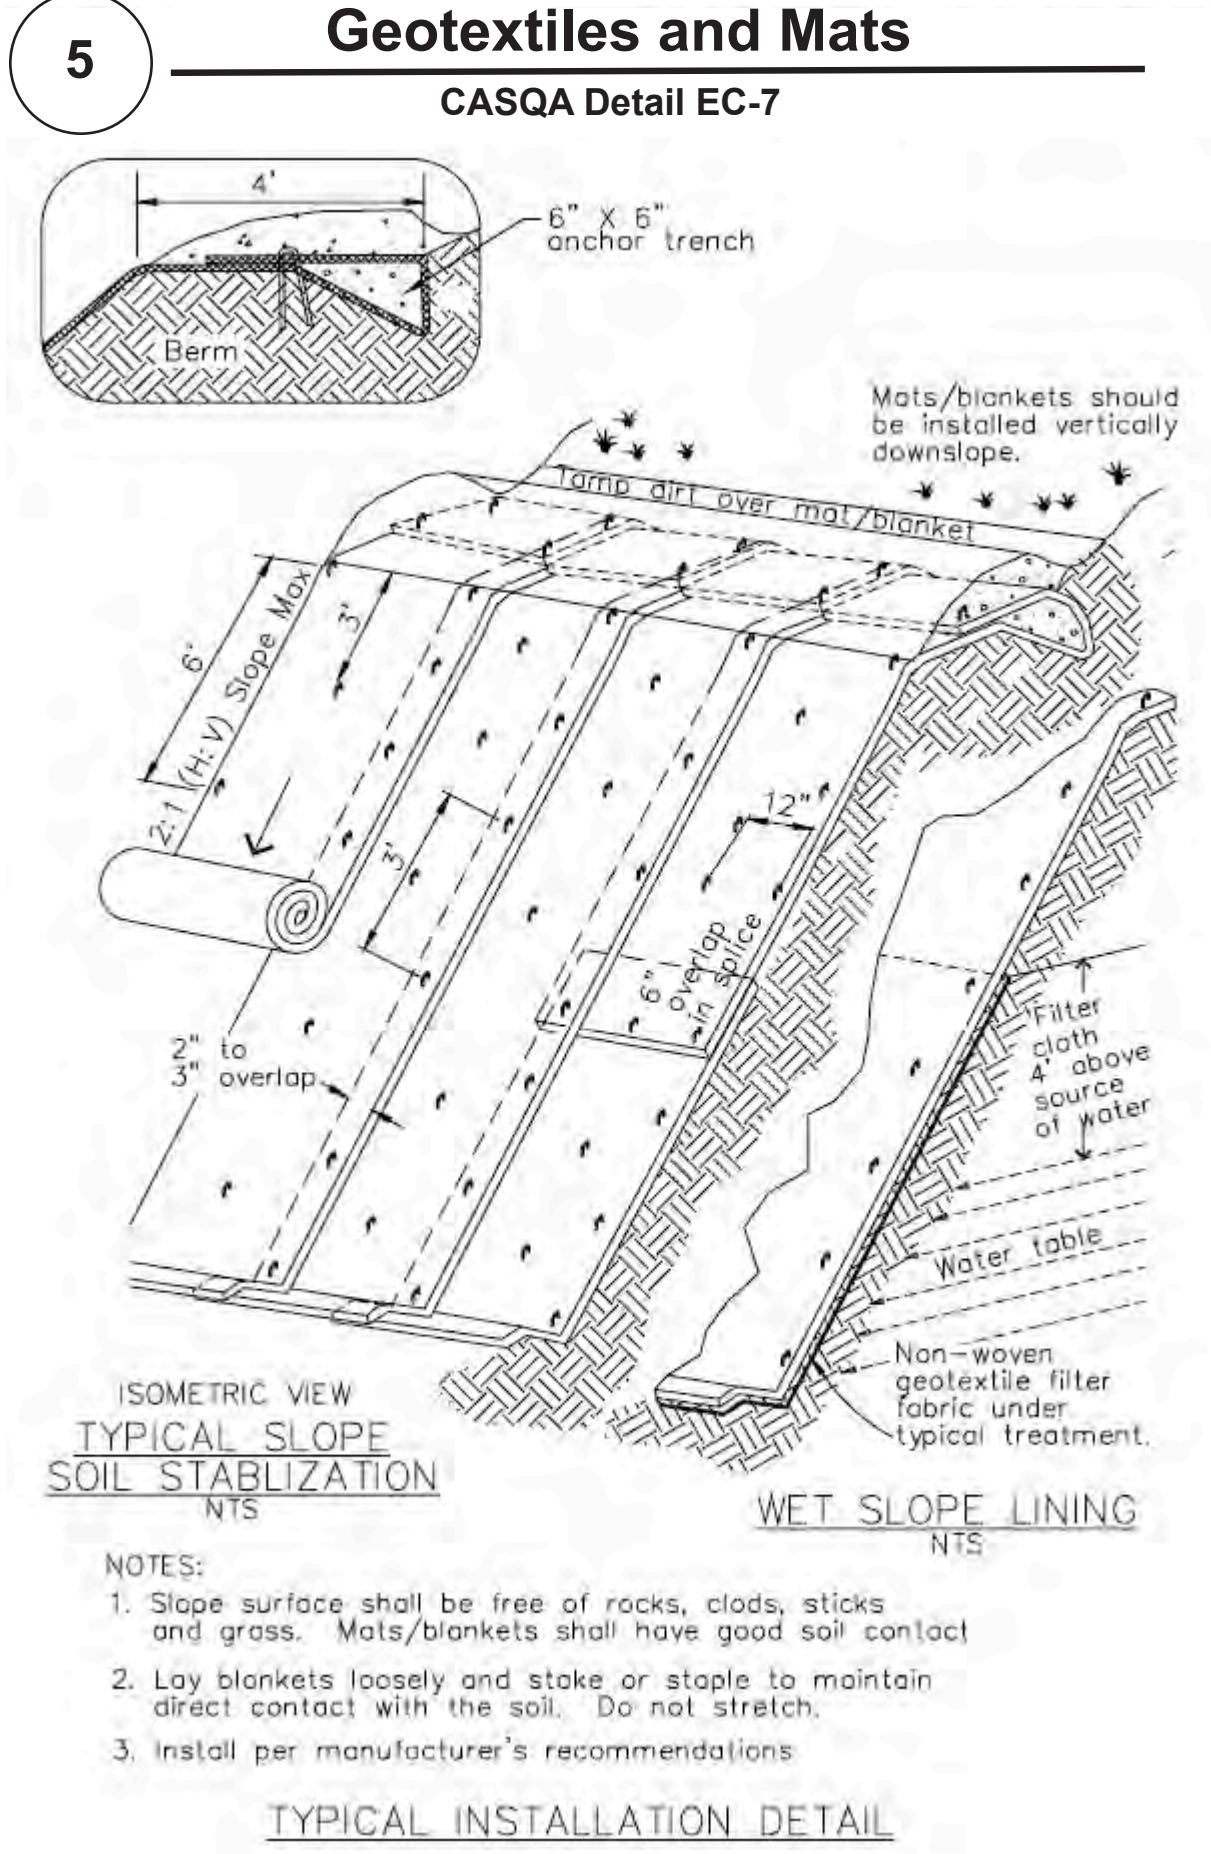 5
Geotextiles and Mats
CASQA Detail EC-7
4'
6" X 6"
anchor trench
Berm
Mats/blankets should
be installed vertically
downslope.
Tamp dirt over mat/blanket
6'
2:1 (H:V) Slope Max
3'
3'
12"
6"
overlap
in splice
2" to
3" overlap
Filter
cloth
4' above
source
of water
Water table
Non-woven
geotextile filter
fabric under
typical treatment.
ISOMETRIC VIEW
TYPICAL SLOPE
SOIL STABLIZATION
NTS
WET SLOPE LINING
NTS
NOTES:
1. Slope surface shall be free of rocks, clods, sticks
and grass. Mats/blankets shall have good soil contact
2. Lay blankets loosely and stake or staple to maintain
direct contact with the soil. Do not stretch.
3. Install per manufacturer's recommendations
TYPICAL INSTALLATION DETAIL